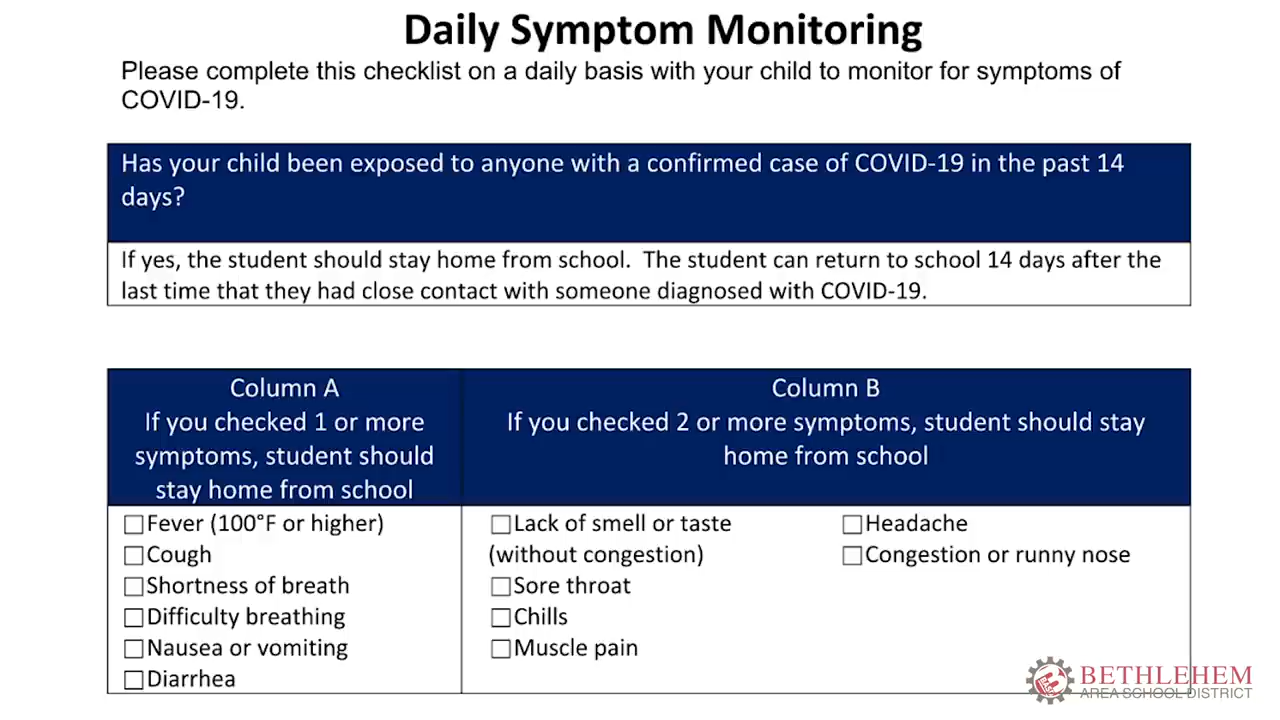 Daily Symptom Monitoring
Please complete this checklist on a daily basis with your child to monitor for symptoms of
COVID-19.
Has your child been exposed to anyone with a confirmed case of COVID-19 in the past 14
days?
If yes, the student should stay home from school. The student can return to school 14 days after the
last time that they had close contact with someone diagnosed with COVID-19.
Column A
If you checked 1 or more
symptoms, student should
stay home from school
Column B
If you checked 2 or more symptoms, student should stay
home from school
Fever (100°F or higher)
Cough
Shortness of breath
Difficulty breathing
Nausea or vomiting
Diarrhea
Lack of smell or taste
(without congestion)
Sore throat
Chills
Muscle pain
Headache
Congestion or runny nose
BETHLEHEM
AREA SCHOOL DISTRICT